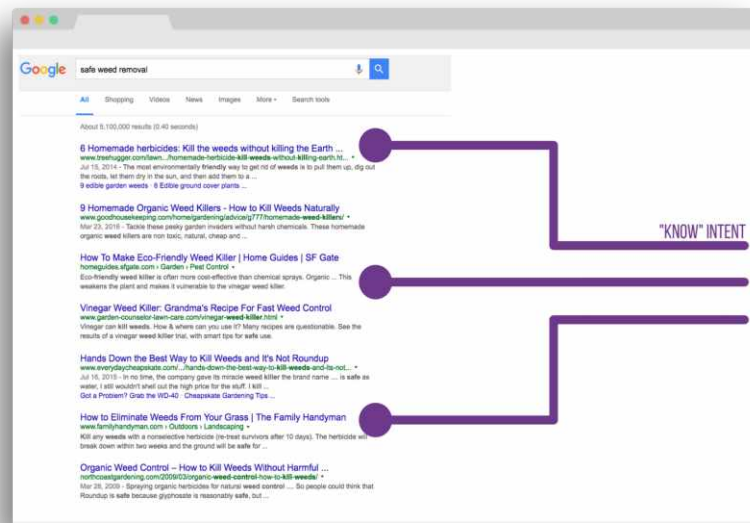 Google
safe weed removal
All Shopping Videos News Images More Search tools
About 5,100,000 results (0.40 seconds)
6 Homemade herbicides: Kill the weeds without killing the Earth ...
www.treehugger.com/lawn.../homemade-herbicide-kill-weeds-without-killing-earth.ht...
Jul 15, 2014 - The most environmentally friendly way to get rid of weeds is to pull them up, dig out
the roots, let them dry in the sun, and then add them to a ...
9 edible garden weeds · 6 Edible ground cover plants ...
9 Homemade Organic Weed Killers - How to Kill Weeds Naturally
www.goodhousekeeping.com/home/gardening/advice/g777/homemade-weed-killers/
Mar 23, 2016 - Tackle these pesky garden invaders without harsh chemicals. These homemade
organic weed killers are non toxic, natural, cheap and ...
How To Make Eco-Friendly Weed Killer | Home Guides | SF Gate
homeguides.sfgate.com › Garden › Pest Control
Eco-friendly weed killer is often more cost-effective than chemical sprays. Organic ... This
weakens the plant and makes it vulnerable to the vinegar weed killer.
Vinegar Weed Killer: Grandma's Recipe For Fast Weed Control
www.garden-counselor-lawn-care.com/vinegar-weed-killer.html
Vinegar can kill weeds. How & where can you use it? Many recipes are questionable. See the
results of a vinegar weed killer trial, with smart tips for safe use.
Hands Down the Best Way to Kill Weeds and It's Not Roundup
www.everydaycheapskate.com/.../hands-down-the-best-way-to-kill-weeds-and-its-not...
Jul 16, 2015 - In no time, the company gave its miracle weed killer the brand name .... is safe as
water, I still wouldn't shell out the high price for the stuff. I kill ...
Got a Problem? Grab the WD-40 · Cheapskate Gardening Tips ...
How to Eliminate Weeds From Your Grass | The Family Handyman
www.familyhandyman.com › Outdoors › Landscaping
Kill any weeds with a nonselective herbicide (re-treat survivors after 10 days). The herbicide will
break down within two weeks and the ground will be safe for ...
Organic Weed Control – How to Kill Weeds Without Harmful ...
northcoastgardening.com/2009/03/organic-weed-control-how-to-kill-weeds/
Mar 28, 2009 - Spraying organic herbicides for natural weed control .... So people could think that
Roundup is safe because glyphosate is reasonably safe, but ...
"KNOW" INTENT